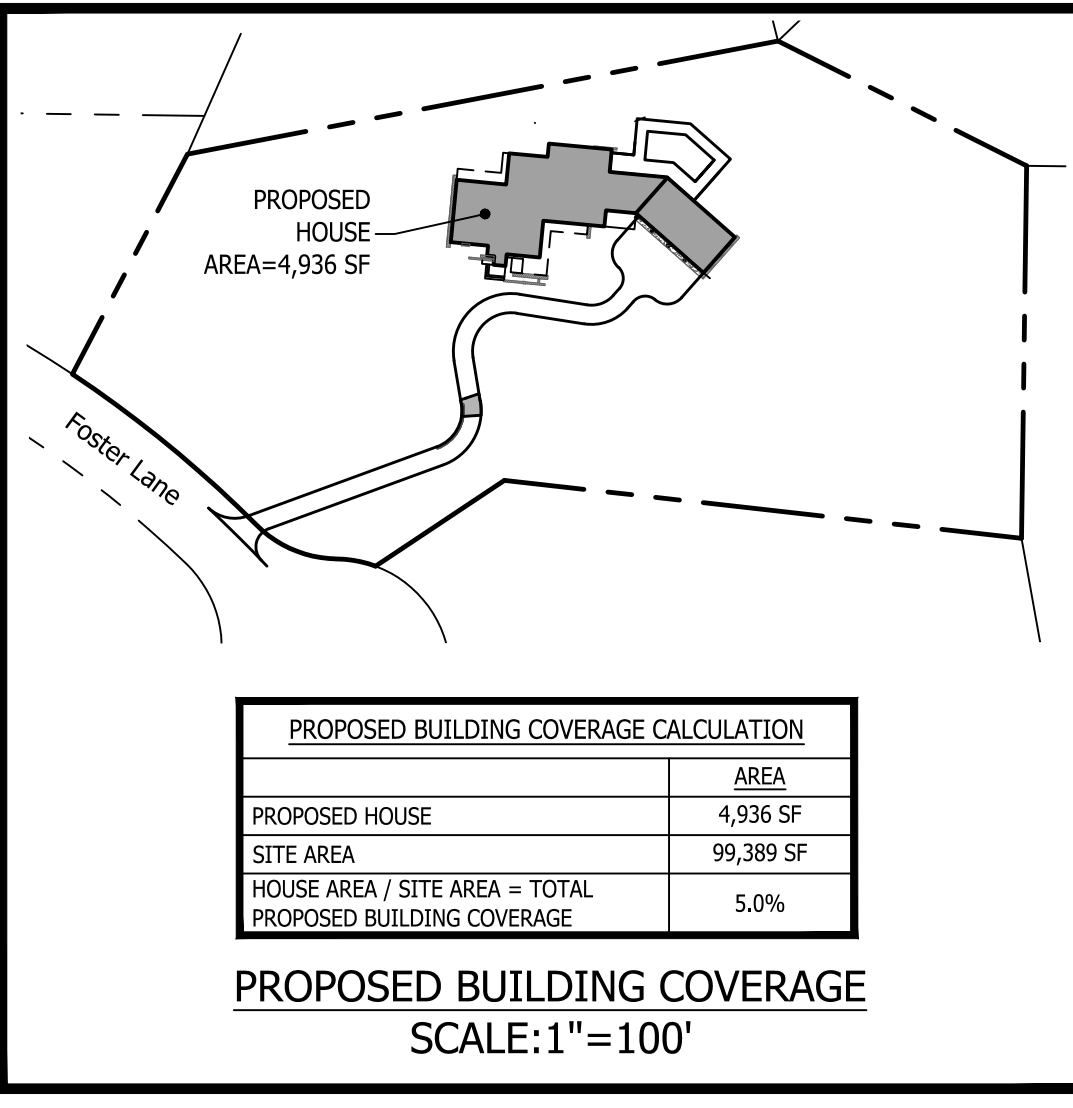 PROPOSED
HOUSE
AREA=4,936 SF
Foster Lane
PROPOSED BUILDING COVERAGE CALCULATION
AREA
PROPOSED HOUSE 4,936 SF
SITE AREA 99,389 SF
HOUSE AREA / SITE AREA = TOTAL
PROPOSED BUILDING COVERAGE 5.0%
PROPOSED BUILDING COVERAGE
SCALE:1"=100'